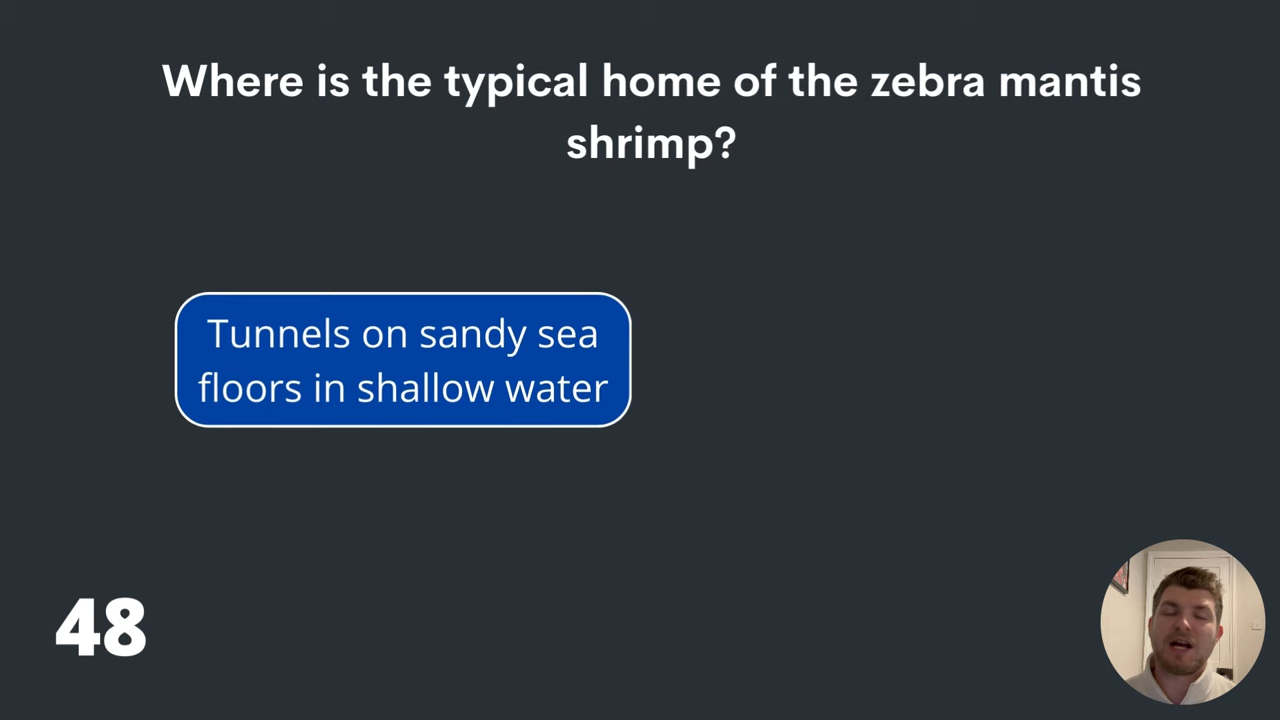 Where is the typical home of the zebra mantis
shrimp?
Tunnels on sandy sea
floors in shallow water
48